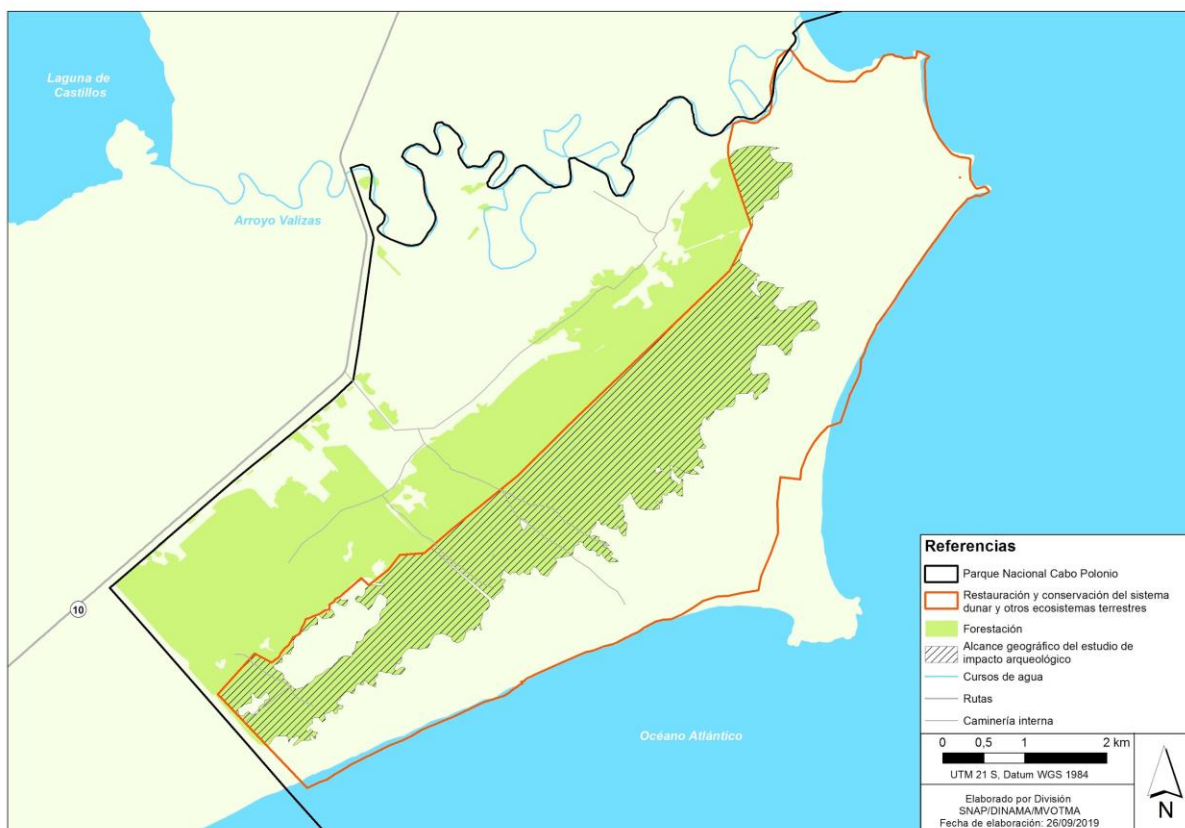 Laguna de
Castillos
Arroyo Valizas
10
Océano Atlántico
Referencias
Parque Nacional Cabo Polonio
Restauración y conservación del sistema
dunar y otros ecosistemas terrestres
Forestación
Alcance geográfico del estudio de
impacto arqueológico
Cursos de agua
Rutas
Caminería interna
0 0,5 1 2 km
UTM 21 S, Datum WGS 1984
Elaborado por División
SNAP/DINAMA/MVOTMA
Fecha de elaboración: 26/09/2019
N